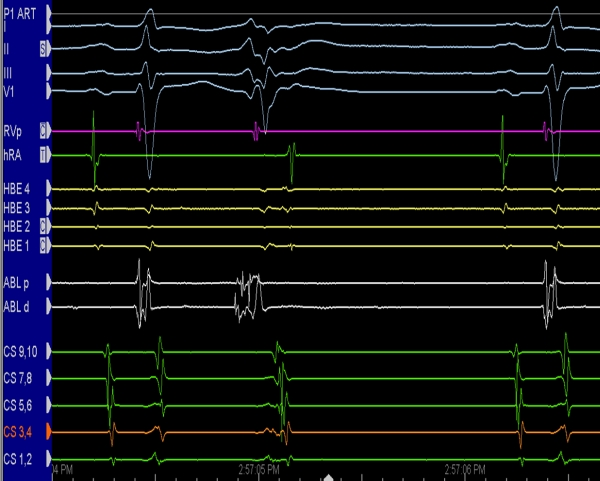 P1 ART
I
II S
III
V1
RVp C
hRA T
HBE 4
HBE 3
HBE 2 C
HBE 1 C
ABL p
ABL d
CS 9,10
CS 7,8
CS 5,6
CS 3,4
CS 1,2
04 PM 2:57:05 PM 2:57:06 PM